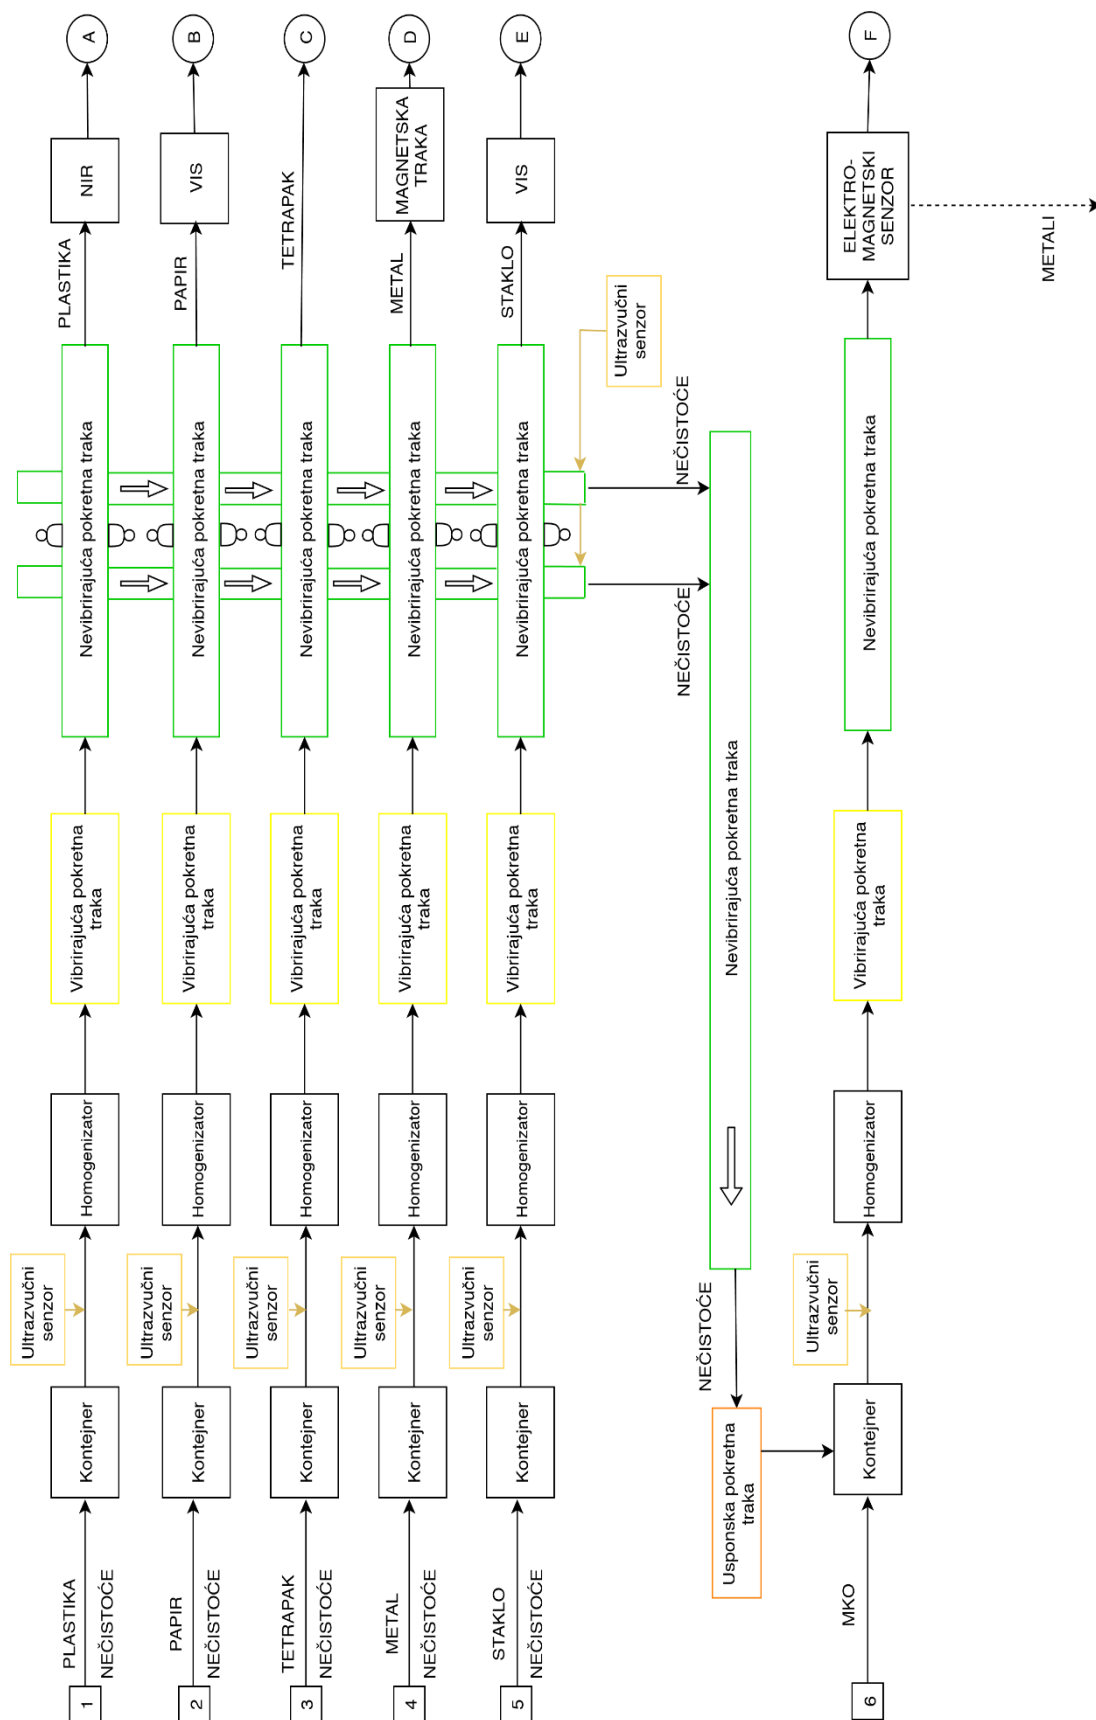 1
PLASTIKA
NEČISTOĆE
Kontejner
Ultrazvučni
senzor
Homogenizator
Vibrirajuća pokretna
traka
Nevibrirajuća pokretna traka
PLASTIKA
NIR
A
2
PAPIR
NEČISTOĆE
Kontejner
Ultrazvučni
senzor
Homogenizator
Vibrirajuća pokretna
traka
Nevibrirajuća pokretna traka
PAPIR
VIS
B
3
TETRAPAK
NEČISTOĆE
Kontejner
Ultrazvučni
senzor
Homogenizator
Vibrirajuća pokretna
traka
Nevibrirajuća pokretna traka
TETRAPAK
C
4
METAL
NEČISTOĆE
Kontejner
Ultrazvučni
senzor
Homogenizator
Vibrirajuća pokretna
traka
Nevibrirajuća pokretna traka
METAL
MAGNETSKA
TRAKA
D
5
STAKLO
NEČISTOĆE
Kontejner
Ultrazvučni
senzor
Homogenizator
Vibrirajuća pokretna
traka
Nevibrirajuća pokretna traka
STAKLO
VIS
E
Ultrazvučni
senzor
NEČISTOĆE
NEČISTOĆE
Nevibrirajuća pokretna traka
NEČISTOĆE
Usponska pokretna
traka
6
MKO
Kontejner
Ultrazvučni
senzor
Homogenizator
Vibrirajuća pokretna
traka
Nevibrirajuća pokretna traka
ELEKTRO-
MAGNETSKI
SENZOR
F
METALI